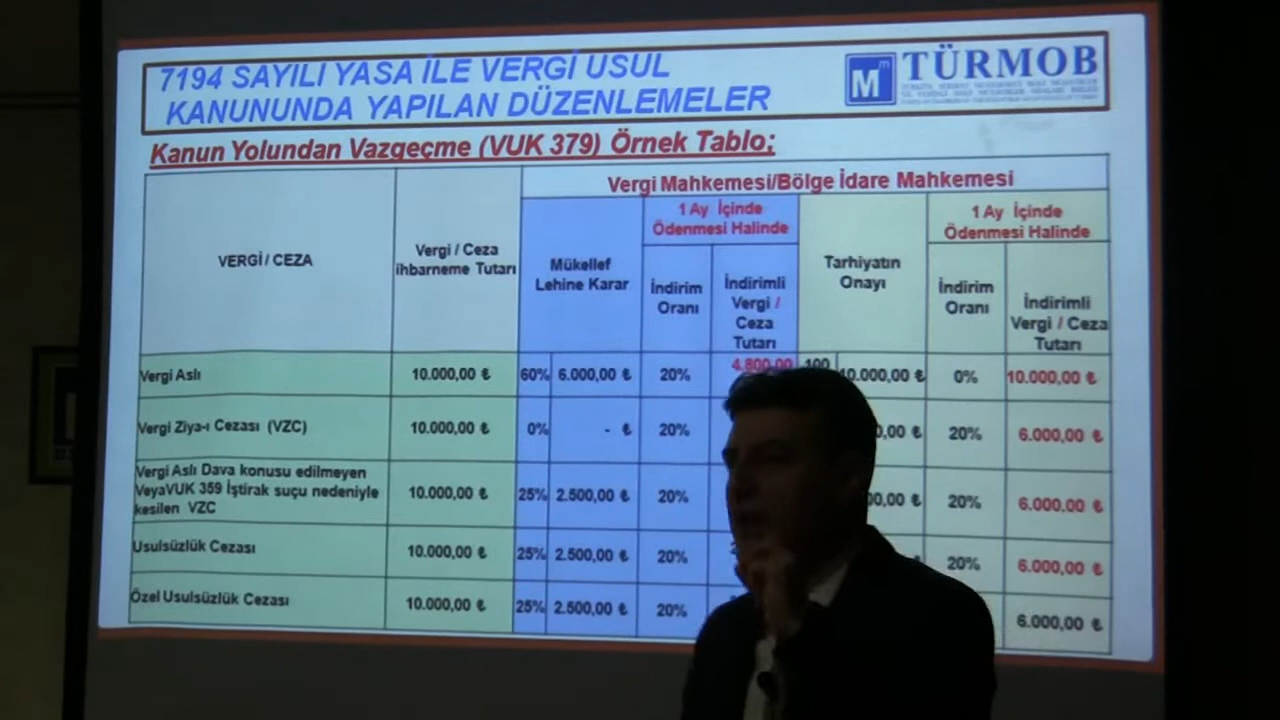 7194 SAYILI YASA İLE VERGİ USUL
KANUNUNDA YAPILAN DÜZENLEMELER
M
TÜRMOB
Kanun Yolundan Vazgeçme (VUK 379) Örnek Tablo;
VERGİ / CEZA
Vergi / Ceza
ihbarneme Tutarı
Vergi Mahkemesi/Bölge İdare Mahkemesi
Mükellef
Lehine Karar
1 Ay İçinde
Ödenmesi Halinde
İndirim
Oranı
İndirimli
Vergi /
Ceza
Tutarı
Tarhiyatın
Onayı
1 Ay İçinde
Ödenmesi Halinde
İndirim
Oranı
İndirimli
Vergi / Ceza
Tutarı
Vergi Aslı 10.000,00 ₺ 60% 6.000,00 ₺ 20% 4.800,00 100 10.000,00 ₺ 0% 10.000,00 ₺
Vergi Ziya-ı Cezası (VZC) 10.000,00 ₺ 0% - ₺ 20% 0,00 ₺ 20% 6.000,00 ₺
Vergi Aslı Dava konusu edilmeyen
VeyaVUK 359 İştirak suçu nedeniyle
kesilen VZC
10.000,00 ₺ 25% 2.500,00 ₺ 20% 00,00 ₺ 20% 6.000,00 ₺
Usulsüzlük Cezası 10.000,00 ₺ 25% 2.500,00 ₺ 20% ₺ 20% 6.000,00 ₺
Özel Usulsüzlük Cezası 10.000,00 ₺ 25% 2.500,00 ₺ 20% 6.000,00 ₺